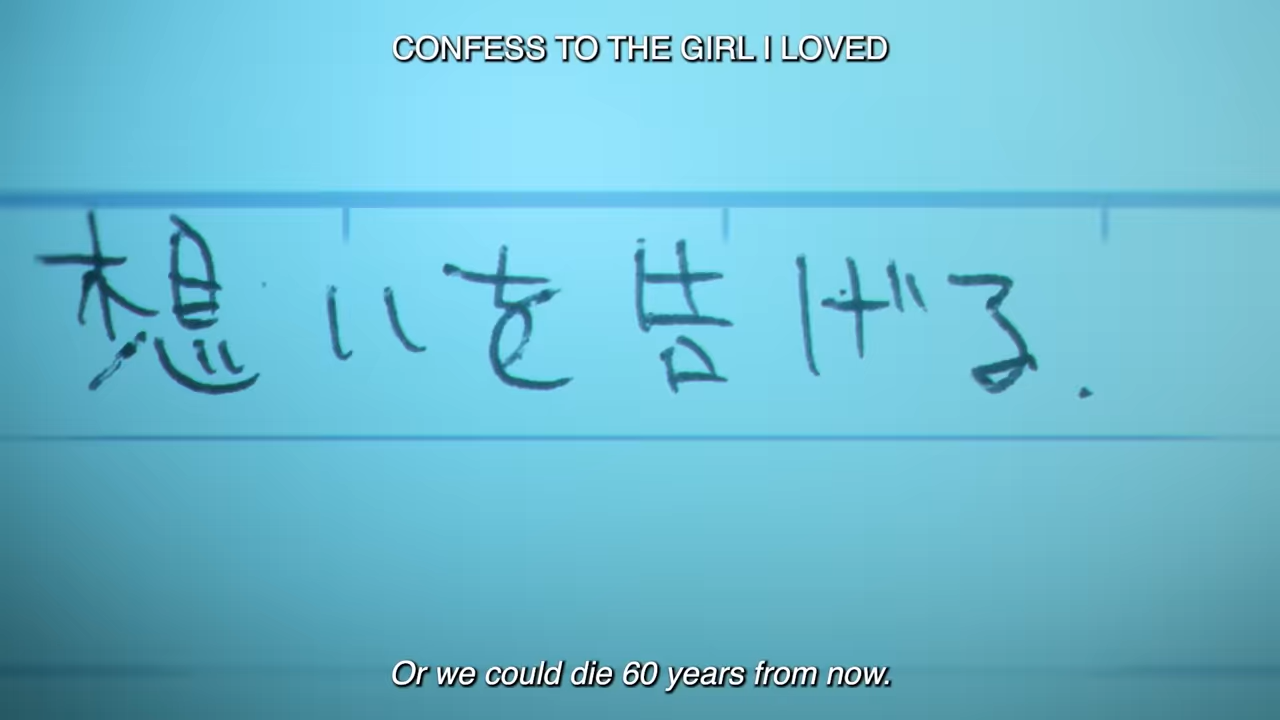 CONFESS TO THE GIRL I LOVED
想いを告げる.
Or we could die 60 years from now.